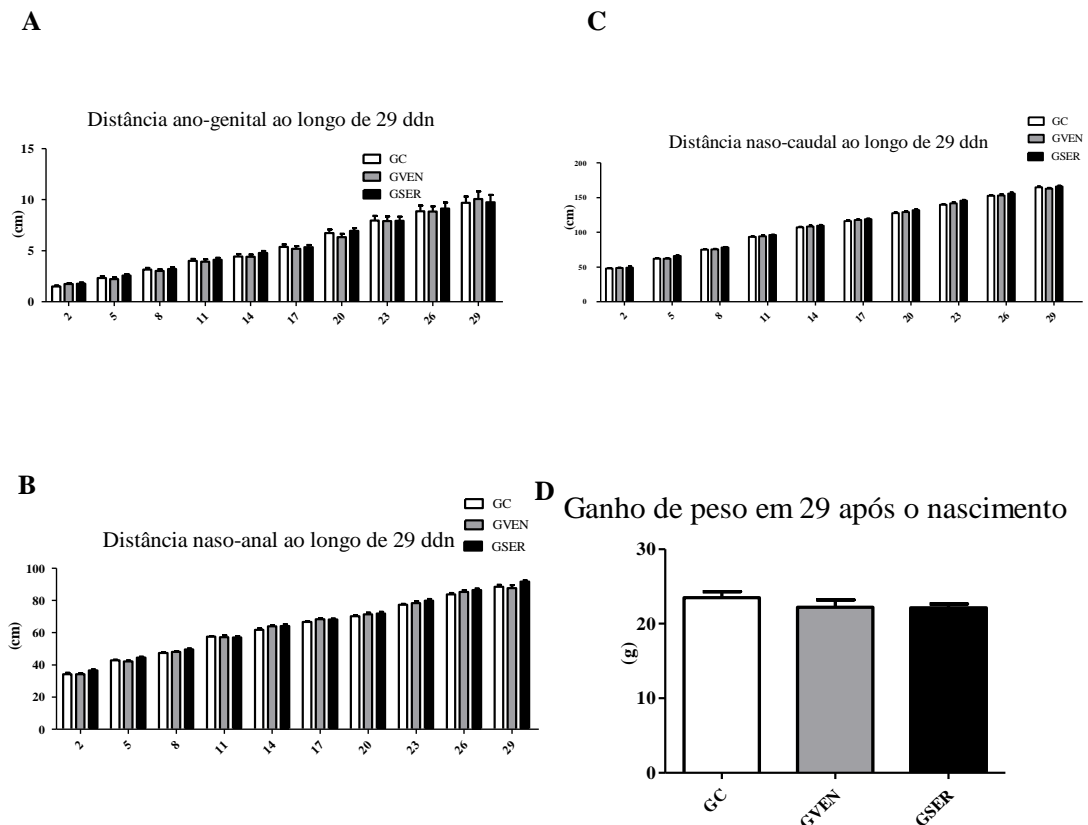 A
Distância ano-genital ao longo de 29 ddn
GC
GVEN
GSER
(cm)
15
10
5
0
2 5 8 11 14 17 20 23 26 29
C
Distância naso-caudal ao longo de 29 ddn
GC
GVEN
GSER
(cm)
200
150
100
50
0
2 5 8 11 14 17 20 23 26 29
B
Distância naso-anal ao longo de 29 ddn
GC
GVEN
GSER
(cm)
100
80
60
40
20
0
2 5 8 11 14 17 20 23 26 29
D
Ganho de peso em 29 após o nascimento
(g)
30
20
10
0
GC GVEN GSER